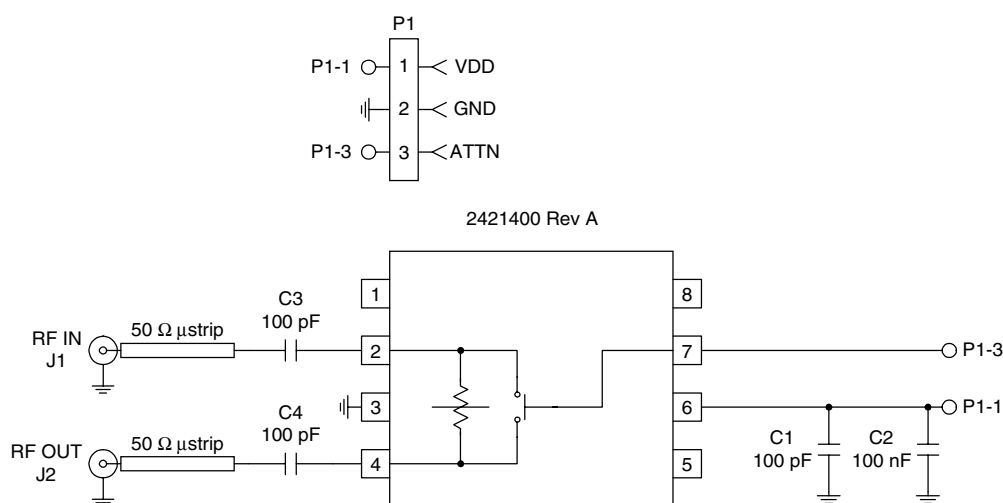 P1
P1-1 1 VDD
2 GND
P1-3 3 ATTN
2421400 Rev A
1 8
C3
100 pF
50 Ω μstrip
RF IN
J1
2 7 P1-3
3 6 P1-1
C4
100 pF
C1
100 pF
C2
100 nF
50 Ω μstrip
RF OUT
J2
4 5